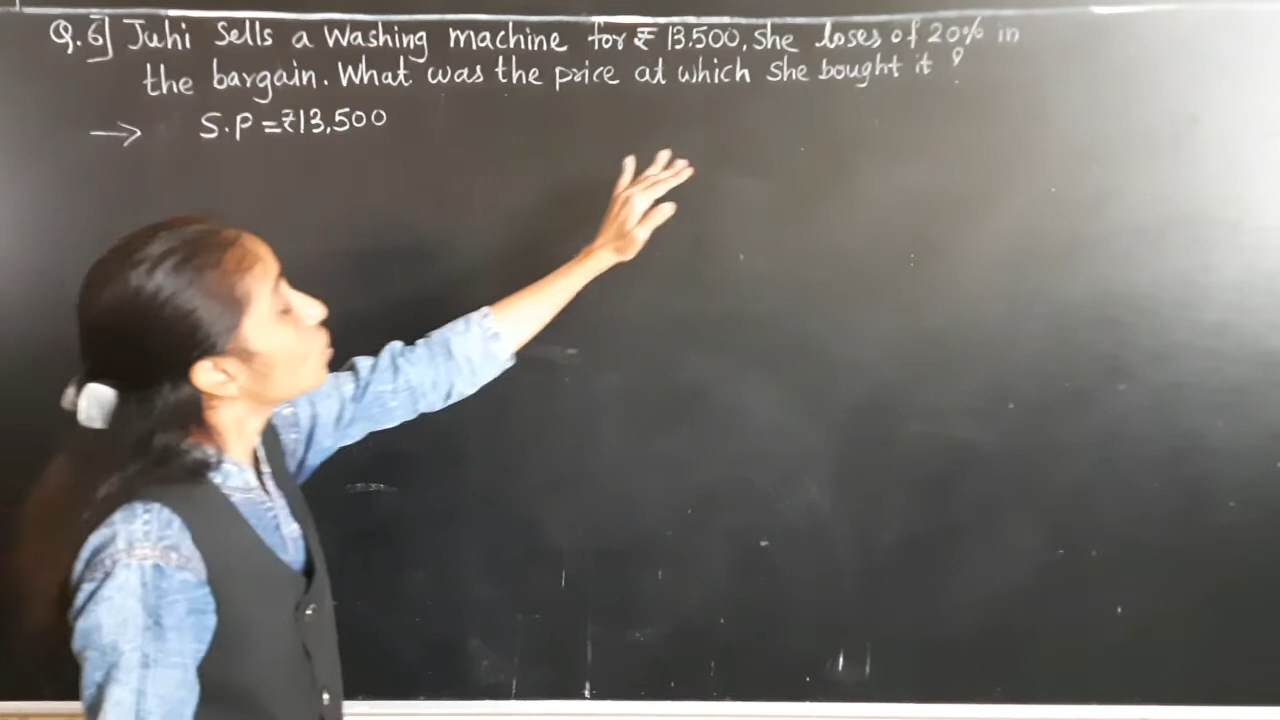 Q.6] Juhi Sells a Washing machine for ₹ 13,500, She loses of 20% in
the bargain. What was the price at which She bought it ?
→ S.P = ₹13,500